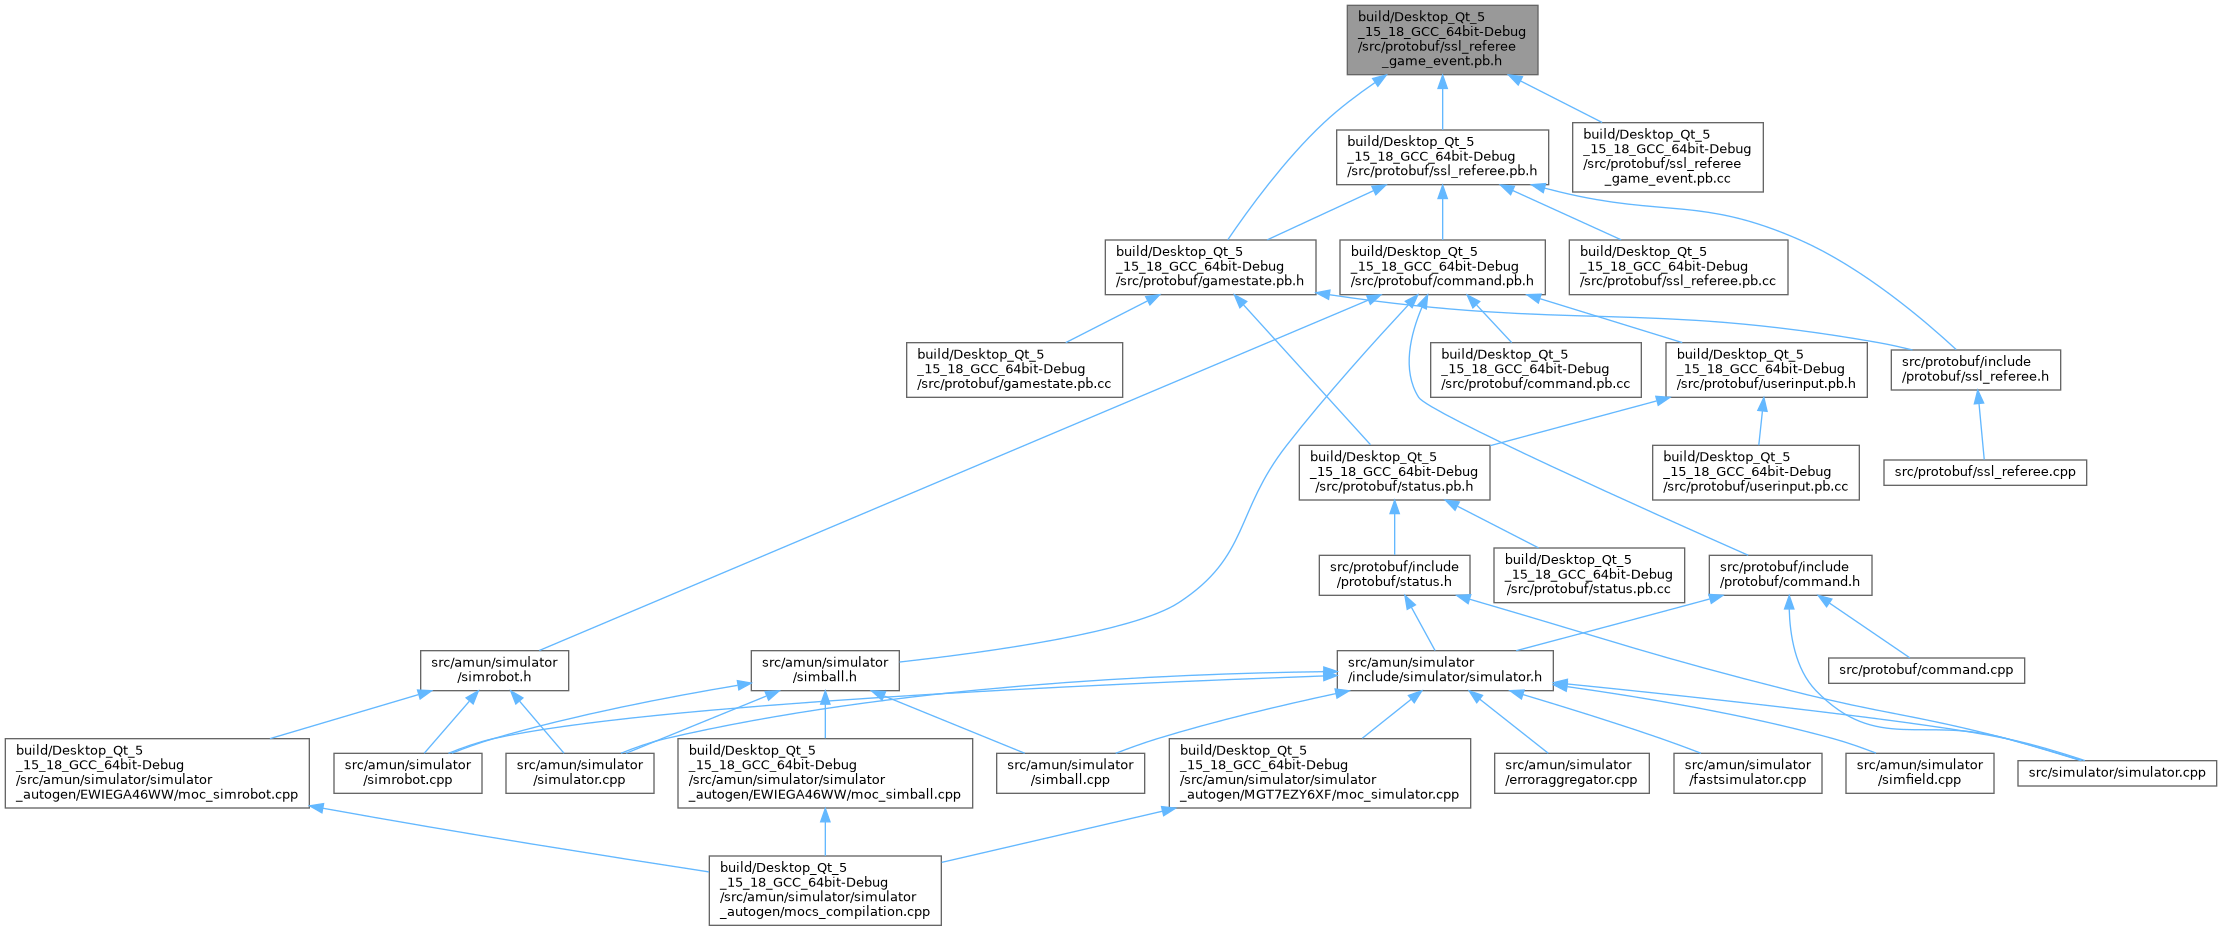 build/Desktop_Qt_5
_15_18_GCC_64bit-Debug
/src/protobuf/ssl_referee
_game_event.pb.h
build/Desktop_Qt_5
_15_18_GCC_64bit-Debug
/src/protobuf/ssl_referee
_game_event.pb.cc
build/Desktop_Qt_5
_15_18_GCC_64bit-Debug
/src/protobuf/ssl_referee.pb.h
build/Desktop_Qt_5
_15_18_GCC_64bit-Debug
/src/protobuf/gamestate.pb.h
build/Desktop_Qt_5
_15_18_GCC_64bit-Debug
/src/protobuf/command.pb.h
build/Desktop_Qt_5
_15_18_GCC_64bit-Debug
/src/protobuf/ssl_referee.pb.cc
build/Desktop_Qt_5
_15_18_GCC_64bit-Debug
/src/protobuf/gamestate.pb.cc
build/Desktop_Qt_5
_15_18_GCC_64bit-Debug
/src/protobuf/command.pb.cc
build/Desktop_Qt_5
_15_18_GCC_64bit-Debug
/src/protobuf/userinput.pb.h
src/protobuf/include
/protobuf/ssl_referee.h
build/Desktop_Qt_5
_15_18_GCC_64bit-Debug
/src/protobuf/status.pb.h
build/Desktop_Qt_5
_15_18_GCC_64bit-Debug
/src/protobuf/userinput.pb.cc
src/protobuf/ssl_referee.cpp
src/protobuf/include
/protobuf/status.h
build/Desktop_Qt_5
_15_18_GCC_64bit-Debug
/src/protobuf/status.pb.cc
src/protobuf/include
/protobuf/command.h
src/amun/simulator
/simrobot.h
src/amun/simulator
/simball.h
src/amun/simulator
/include/simulator/simulator.h
src/protobuf/command.cpp
build/Desktop_Qt_5
_15_18_GCC_64bit-Debug
/src/amun/simulator/simulator
_autogen/EWIEGA46WW/moc_simrobot.cpp
src/amun/simulator
/simrobot.cpp
src/amun/simulator
/simulator.cpp
build/Desktop_Qt_5
_15_18_GCC_64bit-Debug
/src/amun/simulator/simulator
_autogen/EWIEGA46WW/moc_simball.cpp
src/amun/simulator
/simball.cpp
build/Desktop_Qt_5
_15_18_GCC_64bit-Debug
/src/amun/simulator/simulator
_autogen/MGT7EZY6XF/moc_simulator.cpp
src/amun/simulator
/erroraggregator.cpp
src/amun/simulator
/fastsimulator.cpp
src/amun/simulator
/simfield.cpp
src/simulator/simulator.cpp
build/Desktop_Qt_5
_15_18_GCC_64bit-Debug
/src/amun/simulator/simulator
_autogen/mocs_compilation.cpp